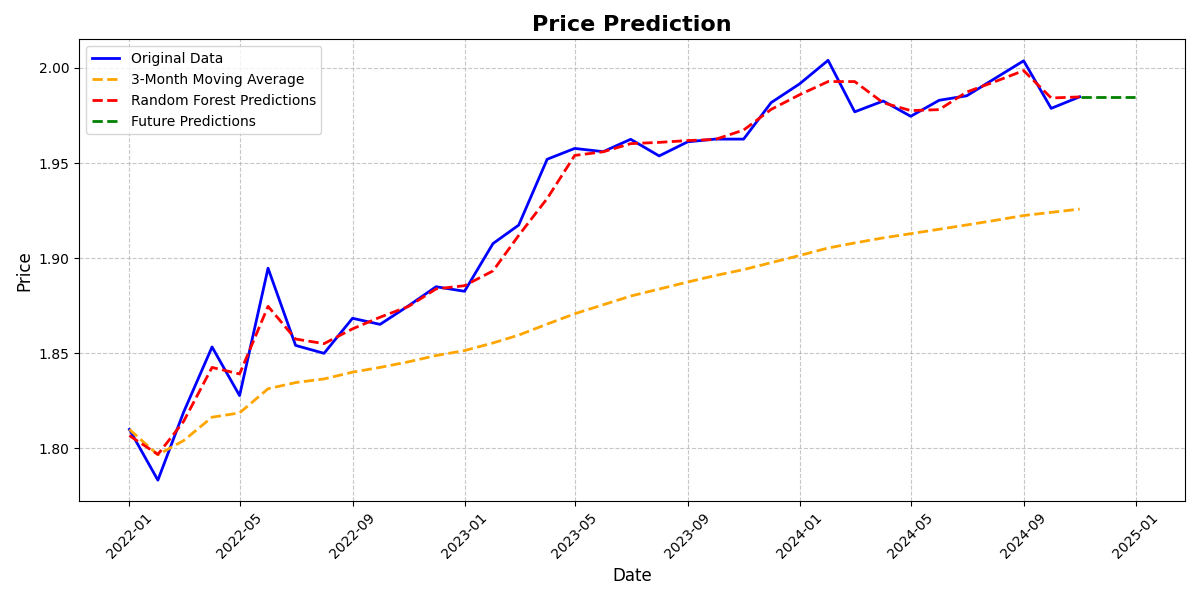 Price Prediction
Original Data
3-Month Moving Average
Random Forest Predictions
Future Predictions
2.00
1.95
1.90
1.85
1.80
Price
2022-01
2022-05
2022-09
2023-01
2023-05
2023-09
2024-01
2024-05
2024-09
2025-01
Date